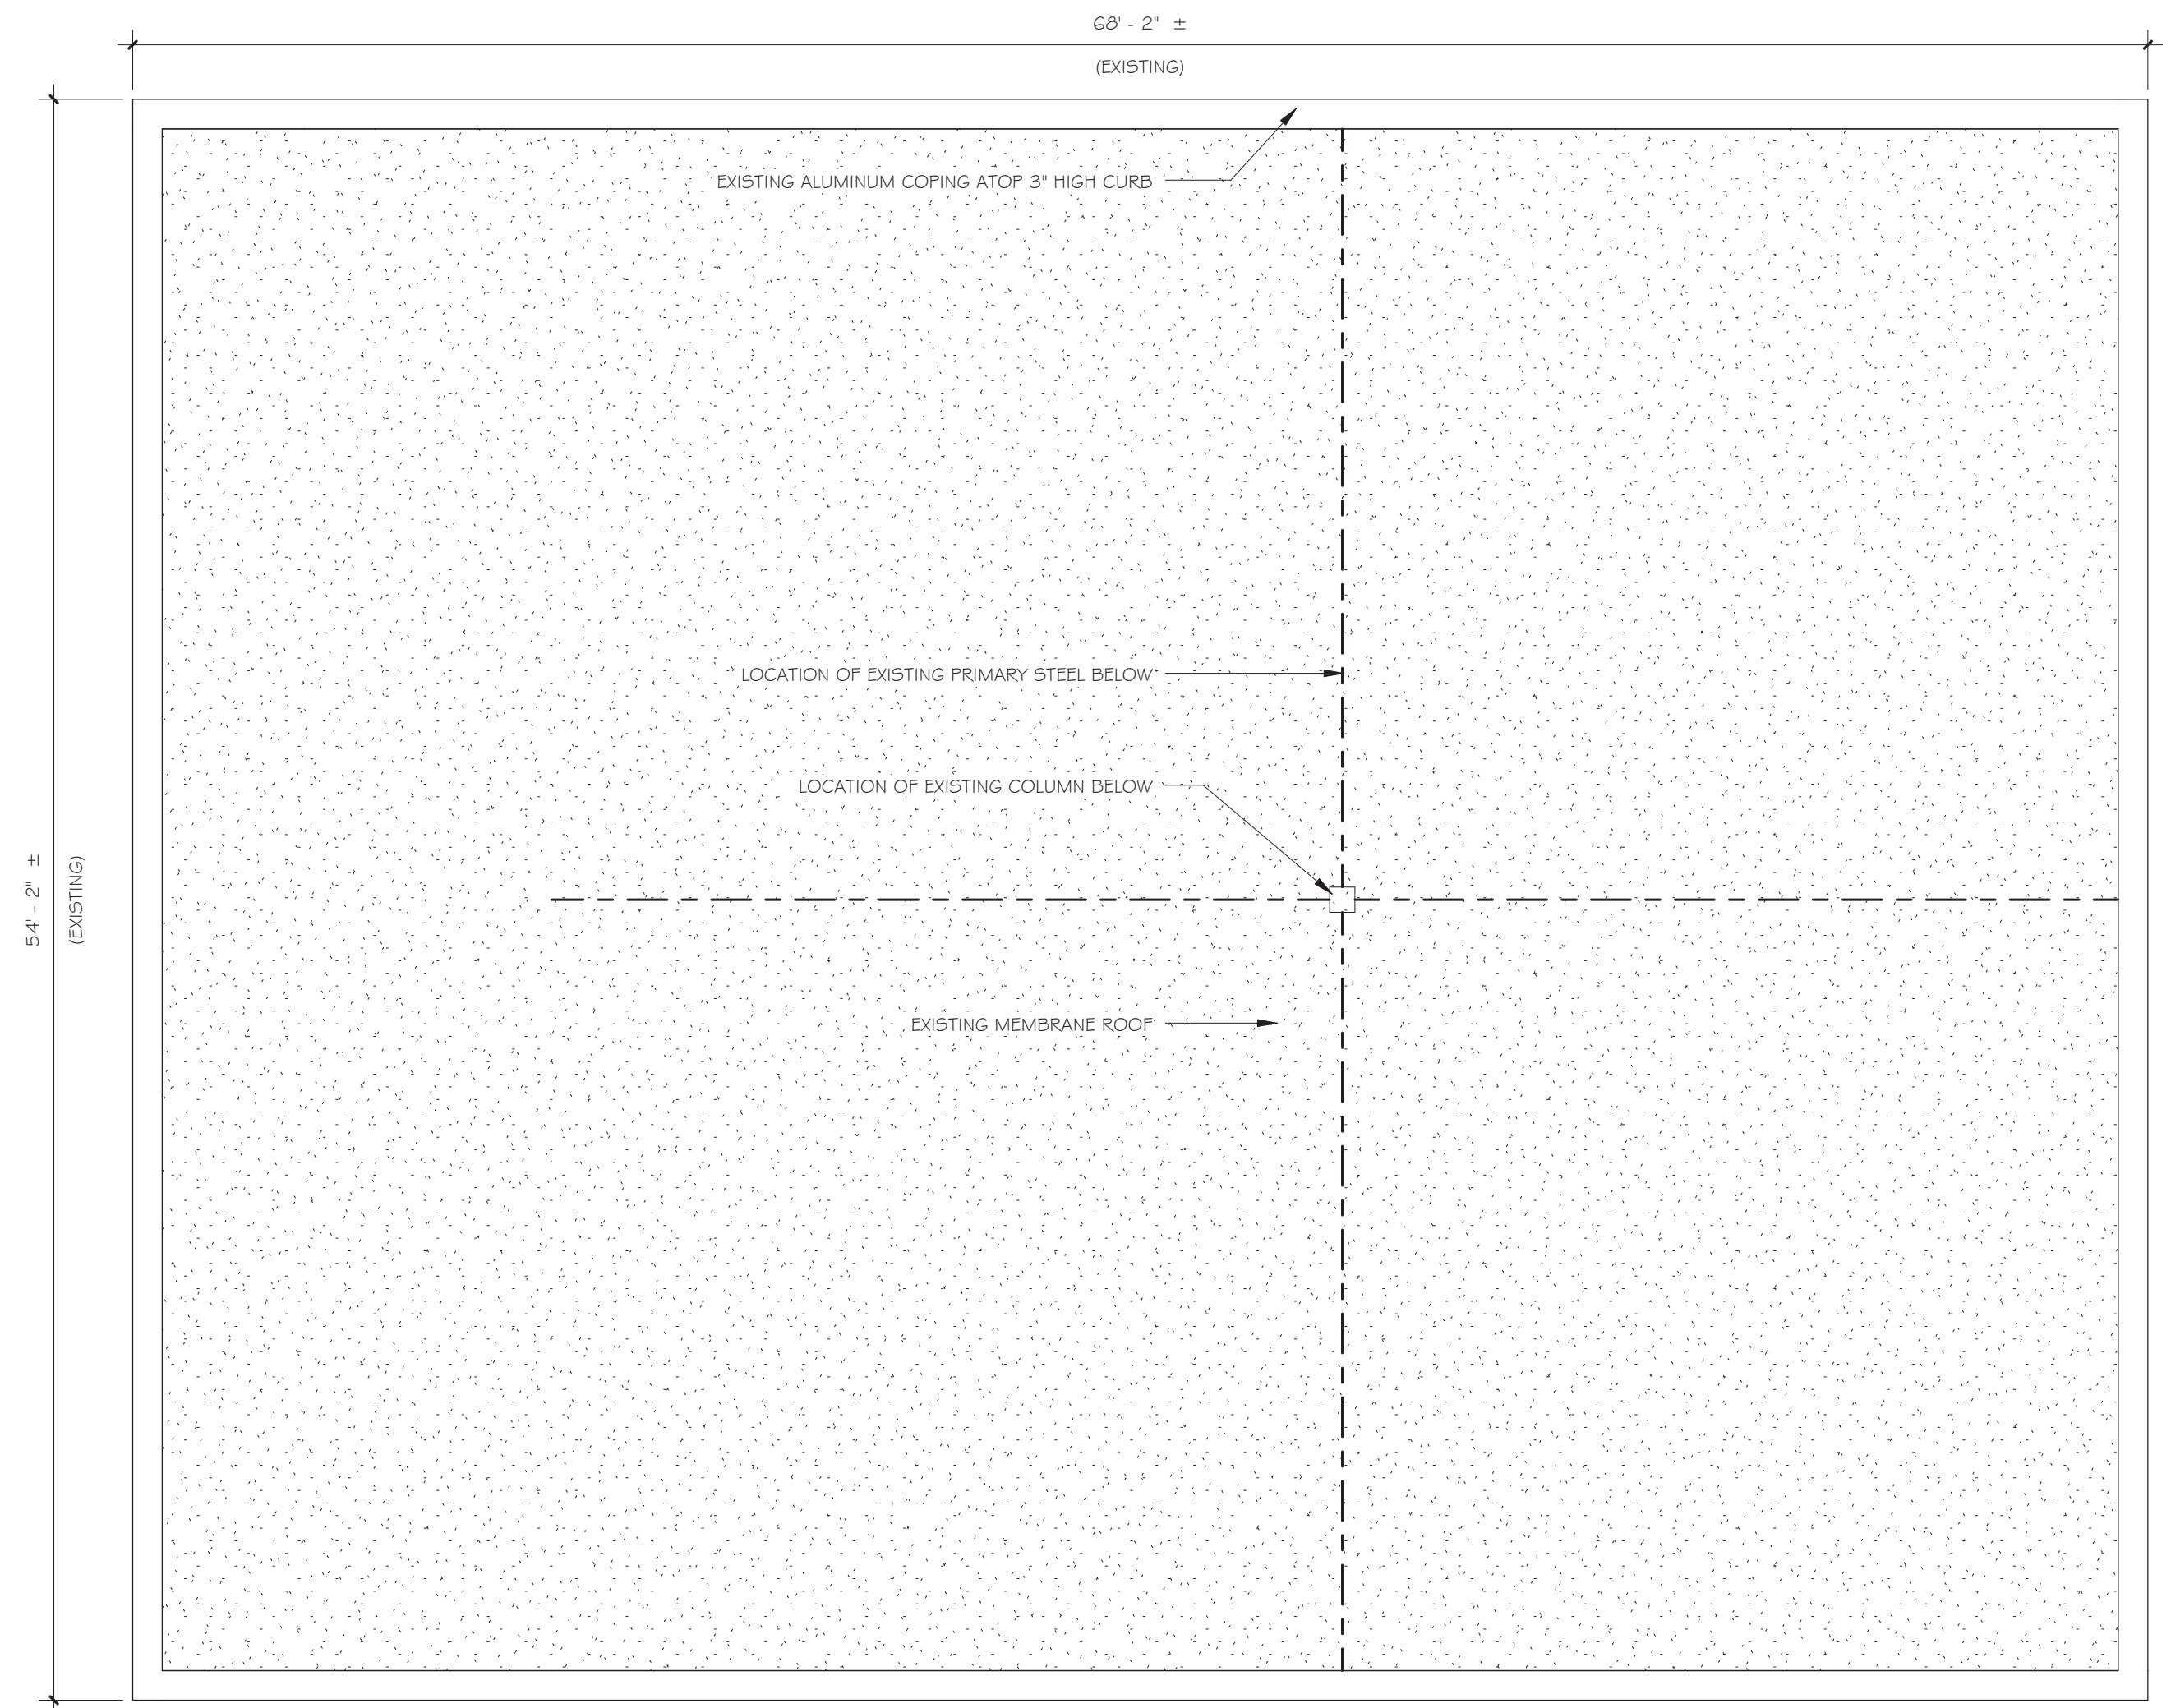 68' - 2" ±
(EXISTING)
EXISTING ALUMINUM COPING ATOP 3" HIGH CURB
LOCATION OF EXISTING PRIMARY STEEL BELOW
LOCATION OF EXISTING COLUMN BELOW
54' - 2" ±
(EXISTING)
EXISTING MEMBRANE ROOF